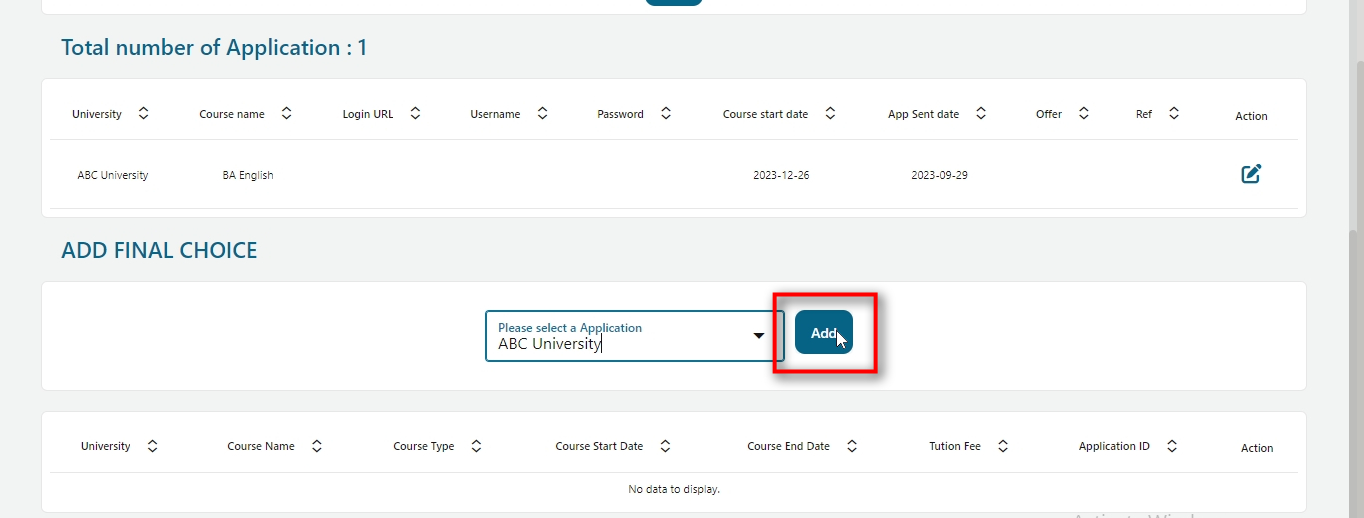 Total number of Application : 1
University Course name Login URL Username Password Course start date App Sent date Offer Ref Action
ABC University BA English 2023-12-26 2023-09-29
ADD FINAL CHOICE
Please select a Application
ABC University
Add
University Course Name Course Type Course Start Date Course End Date Tution Fee Application ID Action
No data to display.